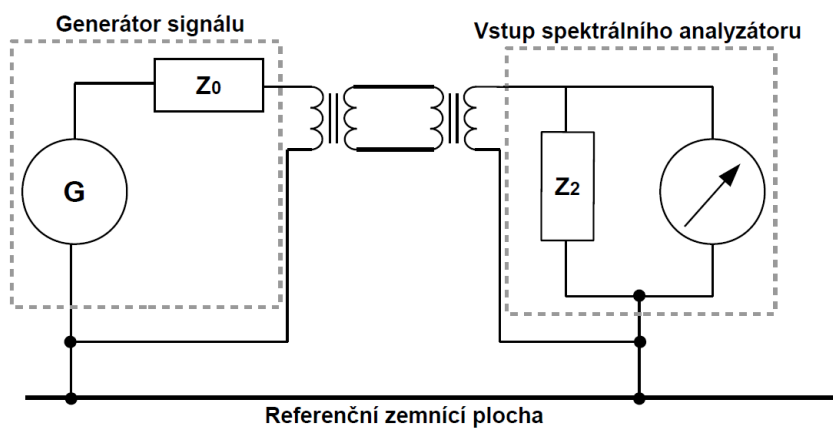 Generátor signálu
Vstup spektrálního analyzátoru
Z0
G
Z2
Referenční zemnící plocha